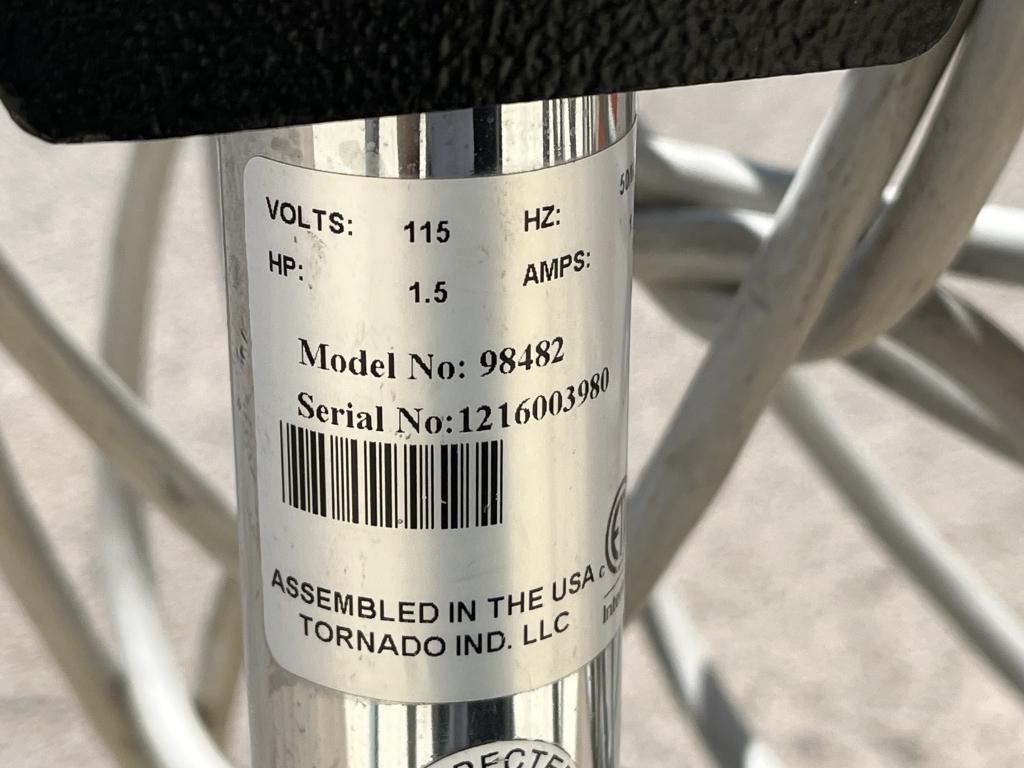 VOLTS: 115 HZ:
HP: 1.5 AMPS:
Model No: 98482
Serial No:1216003980
ASSEMBLED IN THE USA
TORNADO IND. LLC